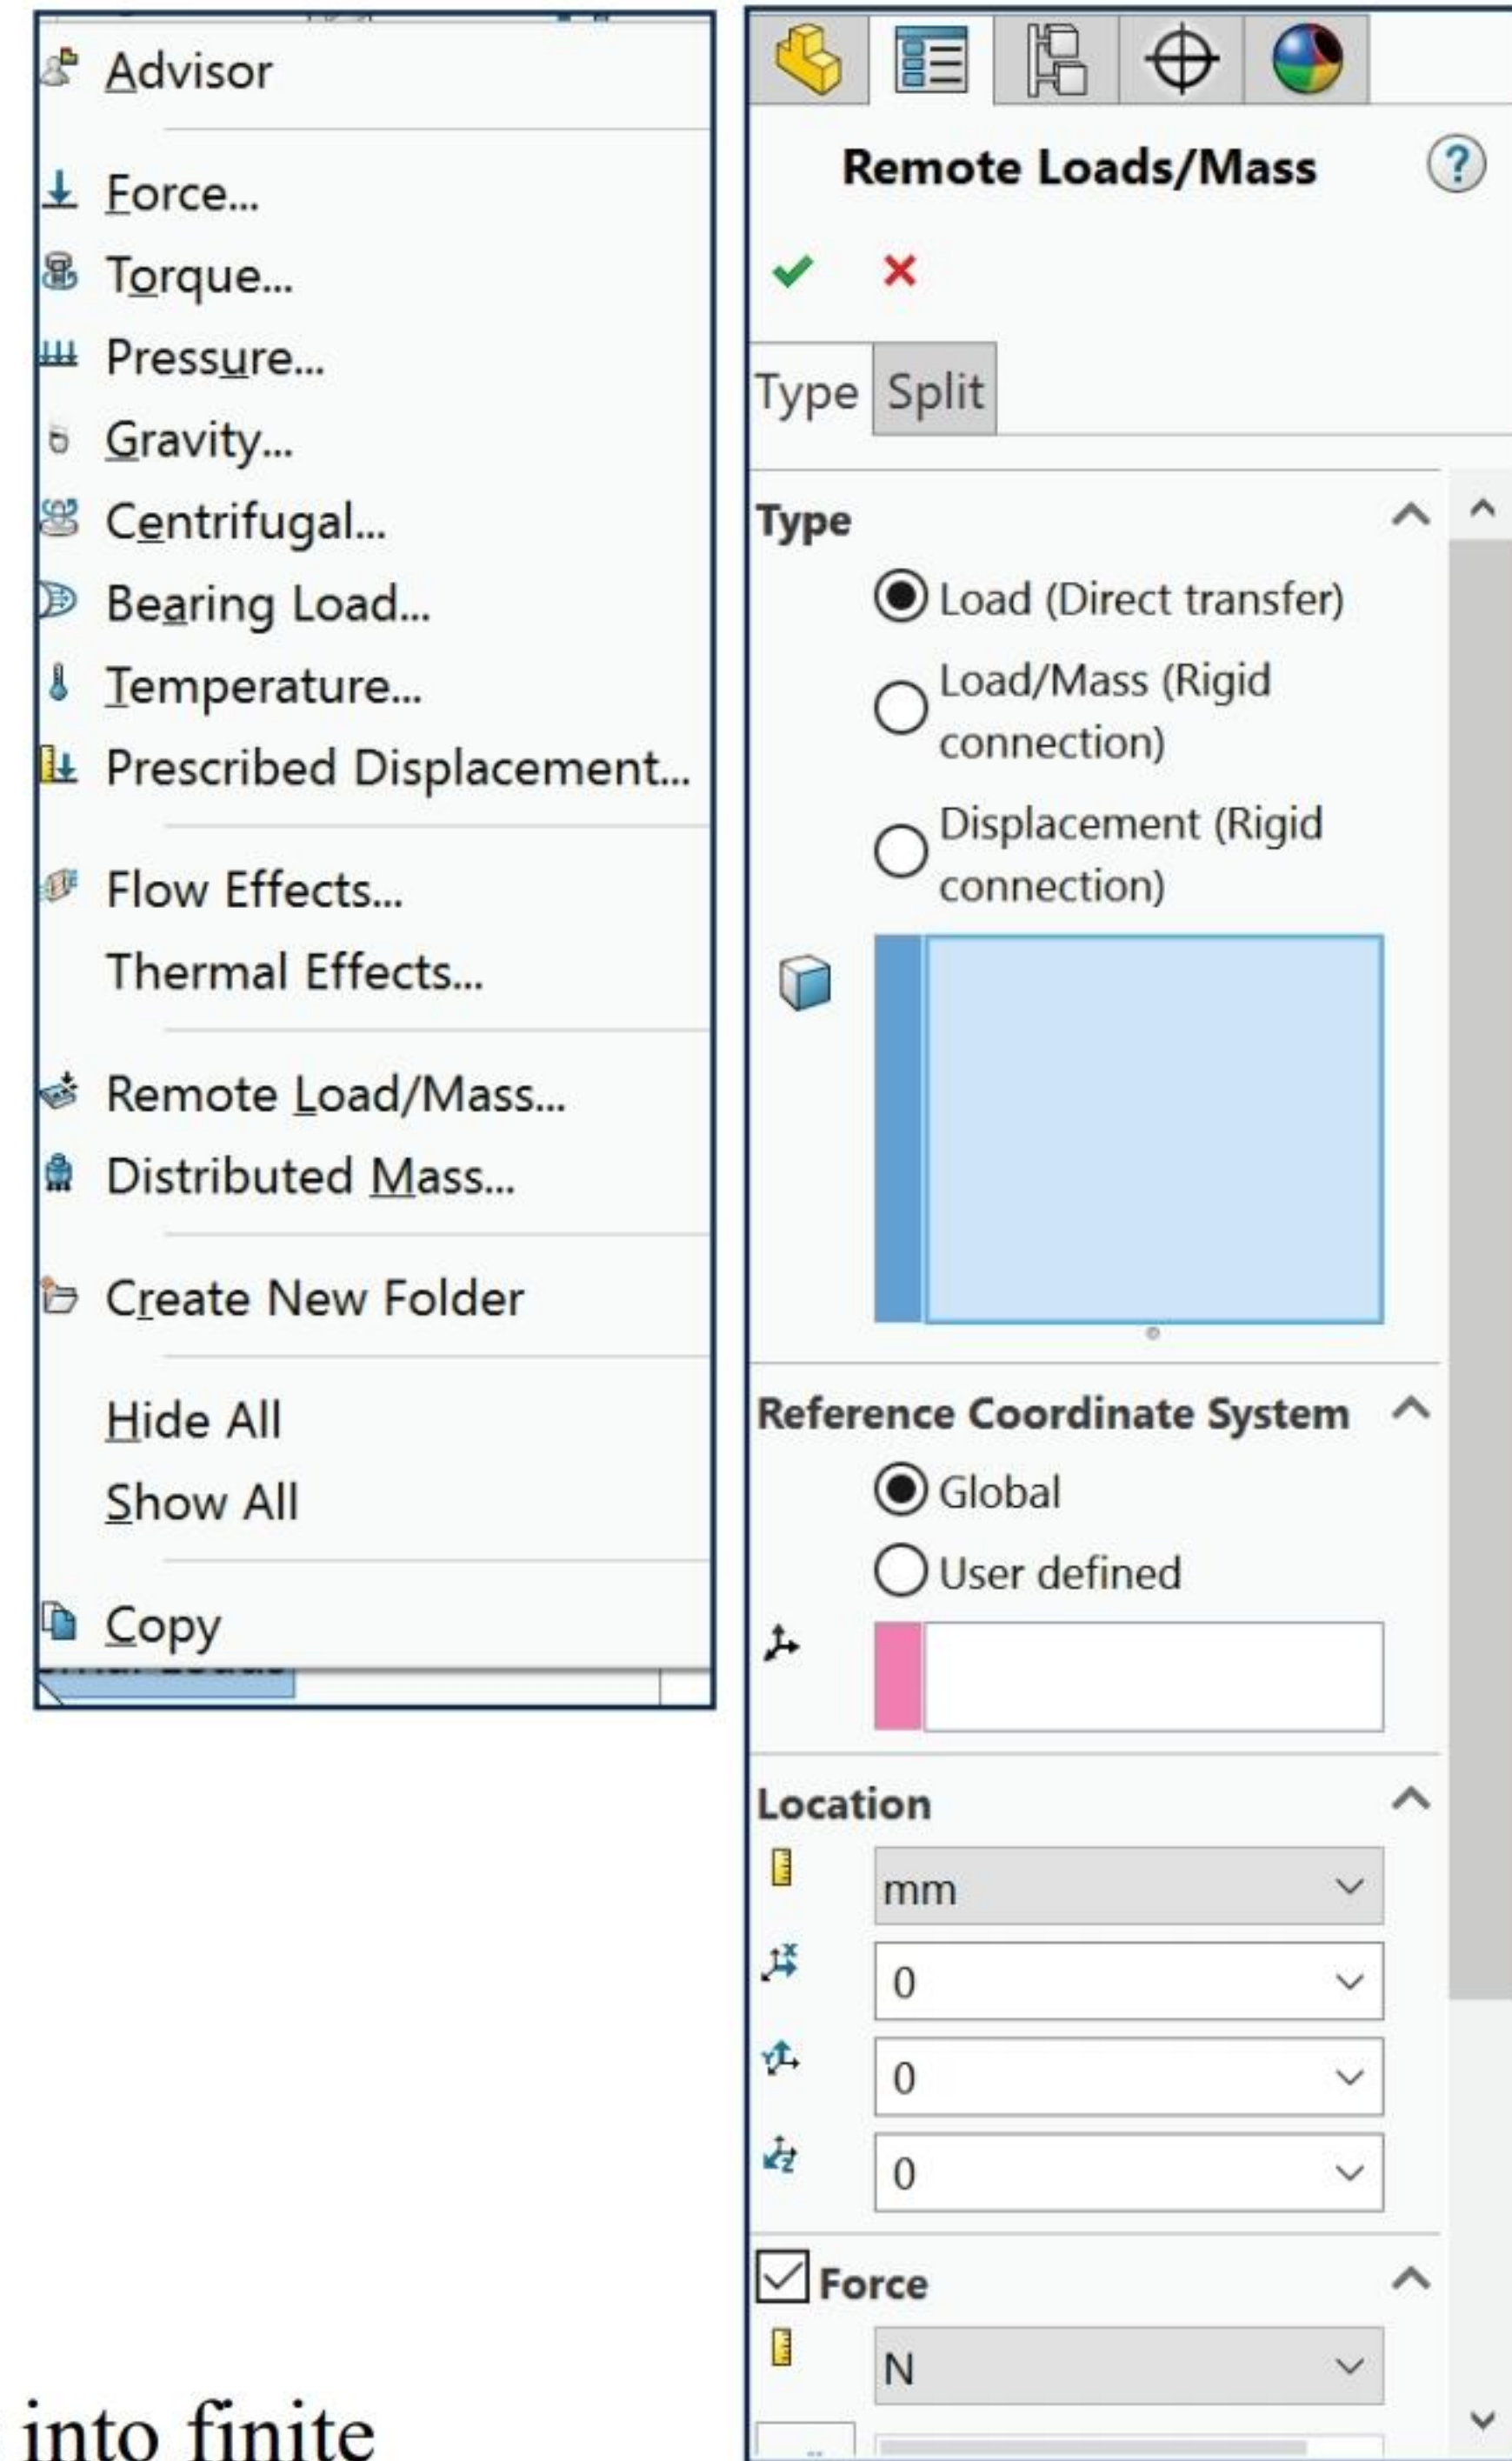 Advisor
Force...
Torque...
Pressure...
Gravity...
Centrifugal...
Bearing Load...
Temperature...
Prescribed Displacement...
Flow Effects...
Thermal Effects...
Remote Load/Mass...
Distributed Mass...
Create New Folder
Hide All
Show All
Copy
into finite
Remote Loads/Mass
?
Type Split
Type
Load (Direct transfer)
Load/Mass (Rigid
connection)
Displacement (Rigid
connection)
Reference Coordinate System
Global
User defined
Location
mm
X
0
Y
0
Z
0
Force
N